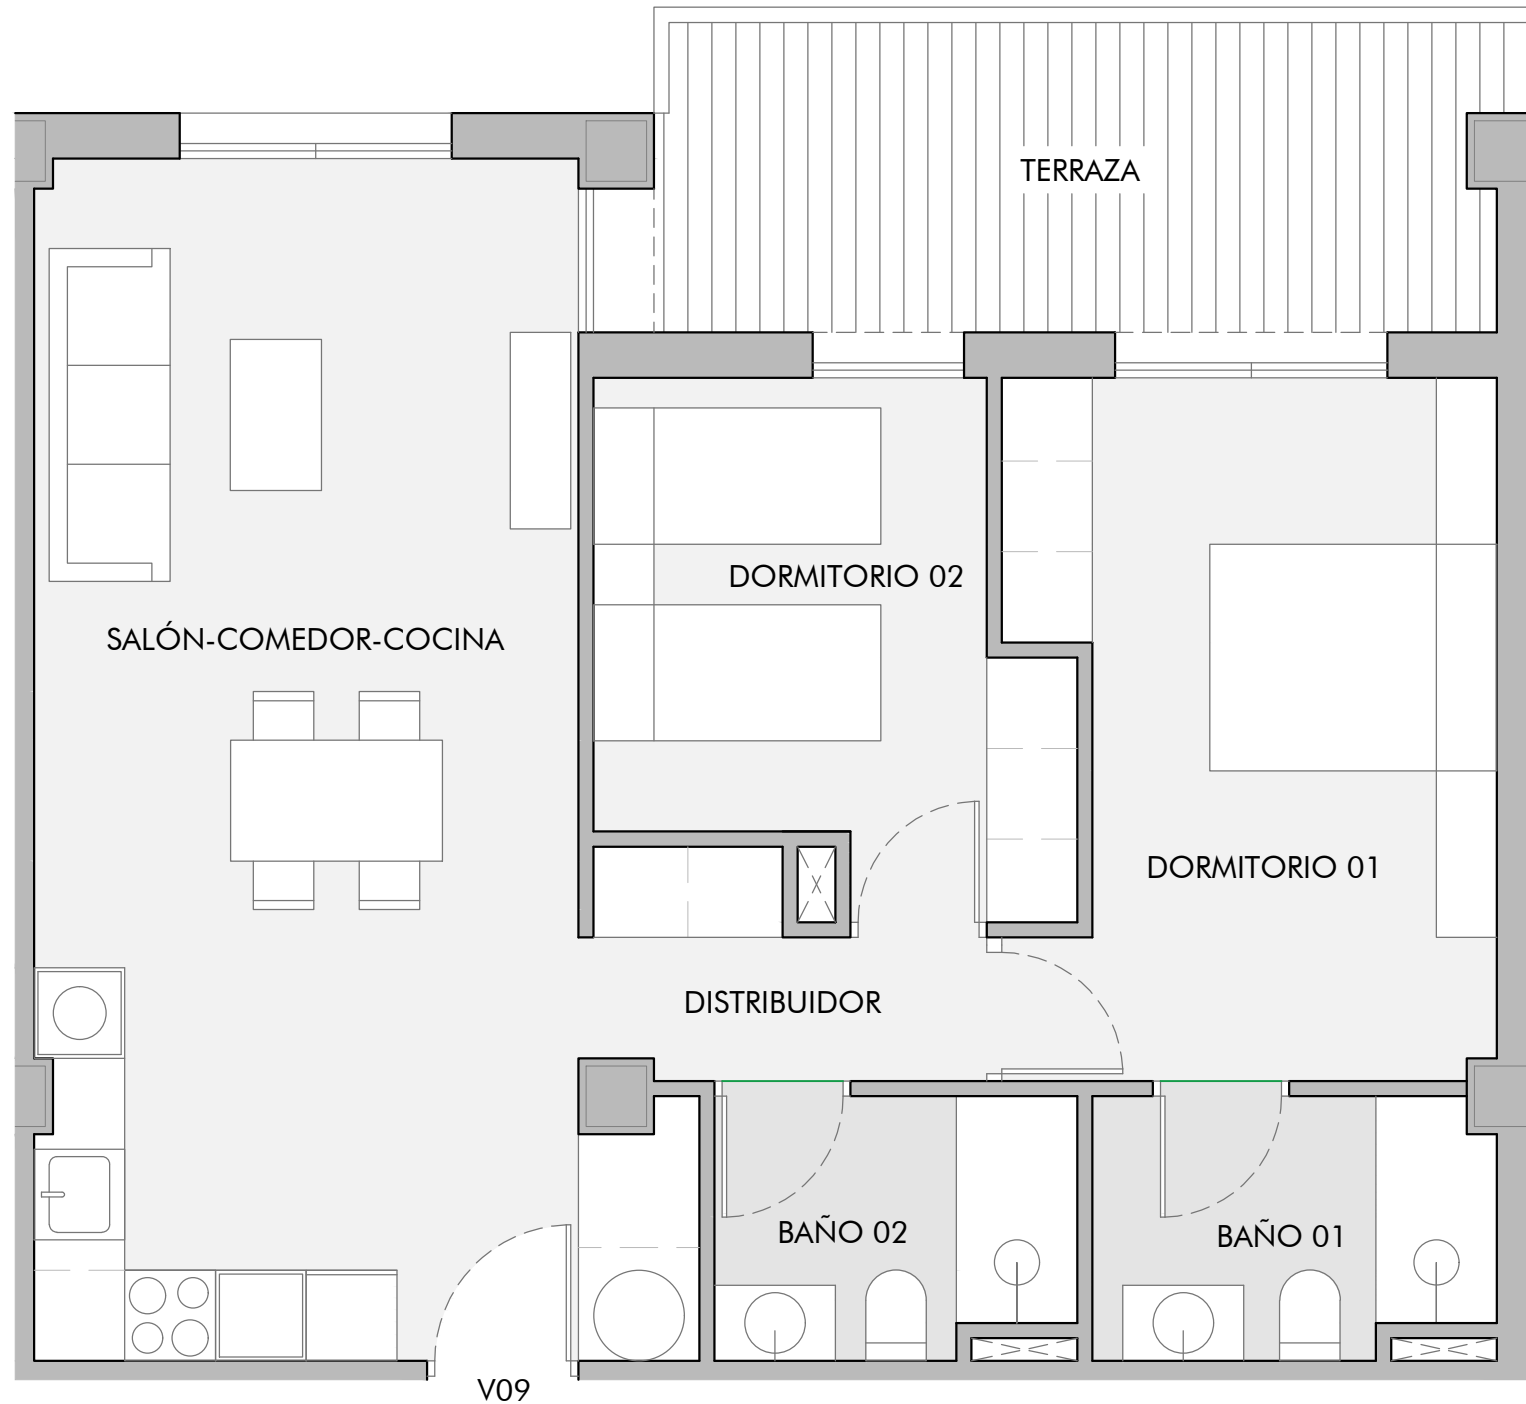 TERRAZA
DORMITORIO 02
SALÓN-COMEDOR-COCINA
DORMITORIO 01
DISTRIBUIDOR
BAÑO 02
BAÑO 01
V09